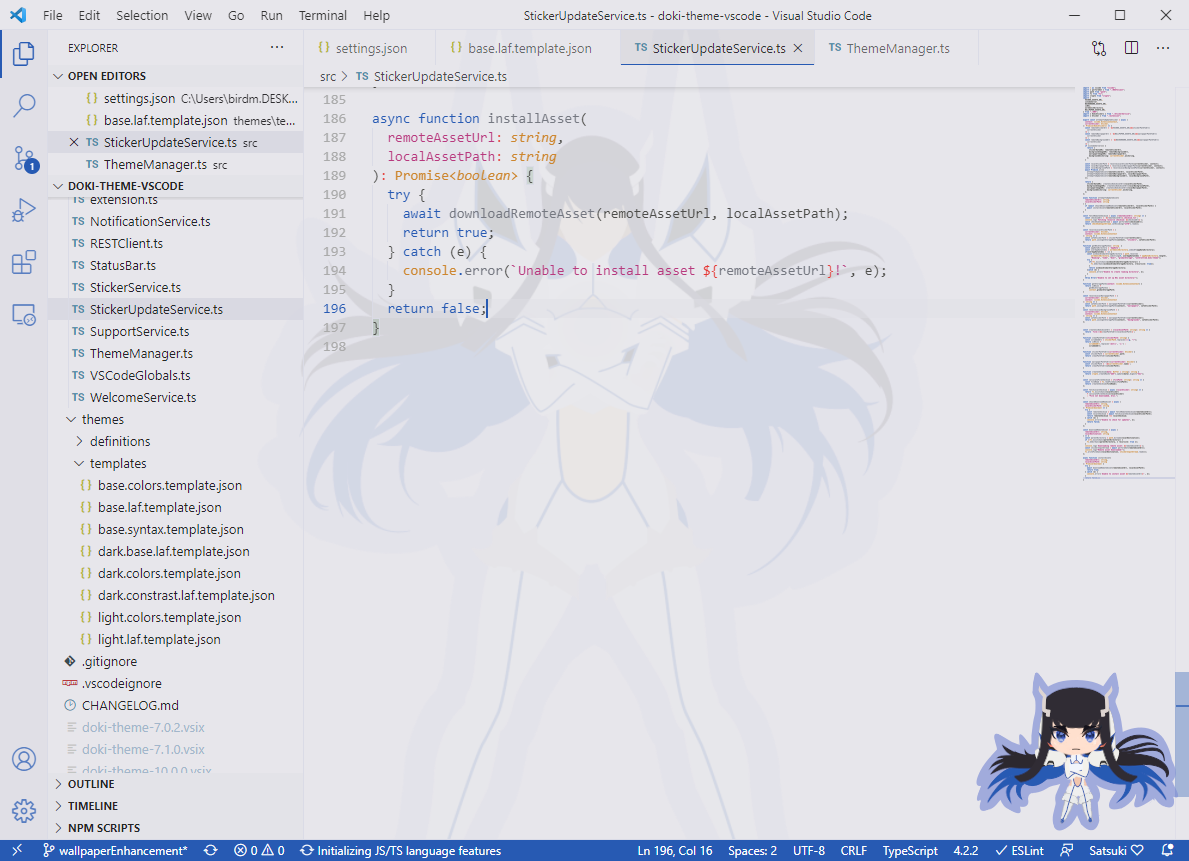 File Edit Selection View Go Run Terminal Help
StickerUpdateService.ts - doki-theme-vscode - Visual Studio Code
EXPLORER
OPEN EDITORS
{} settings.json C:\Users\birdm.DESK...
{} base.laf.template.json themes\te...
TS StickerUpdateService.ts src
TS ThemeManager.ts src
DOKI-THEME-VSCODE
TS extension.ts
TS NotificationService.ts
TS RESTClient.ts
TS StatusBar.ts
TS StickerService.ts
TS StickerUpdateService.ts
TS SupportService.ts
TS ThemeManager.ts
TS VSCodeGlobals.ts
TS WelcomeService.ts
themes
definitions
templates
{} base.colors.template.json
{} base.laf.template.json
{} base.syntax.template.json
{} dark.base.laf.template.json
{} dark.colors.template.json
{} dark.constrast.laf.template.json
{} light.colors.template.json
{} light.laf.template.json
.gitignore
npm .vscodeignore
CHANGELOG.md
doki-theme-7.0.2.vsix
doki-theme-7.1.0.vsix
doki-theme-10.0.0.vsix
OUTLINE
TIMELINE
NPM SCRIPTS
1
{} settings.json
{} base.laf.template.json
TS StickerUpdateService.ts
TS ThemeManager.ts
src > TS StickerUpdateService.ts
185
186 async function installAsset(
187 remoteAssetUrl: string,
188 localAssetPath: string
189 ): Promise<boolean> {
190 try {
191 await downloadRemoteAsset(remoteAssetUrl, localAssetPath);
192 return true;
193 } catch (e) {
194 console.error(`Unable to install asset ${remoteAssetUrl}!`, e);
195 }
196 return false;
197 }
198
wallpaperEnhancement* 0 0 Initializing JS/TS language features Ln 196, Col 16 Spaces: 2 UTF-8 CRLF TypeScript 4.2.2 ESLint Satsuki ♡